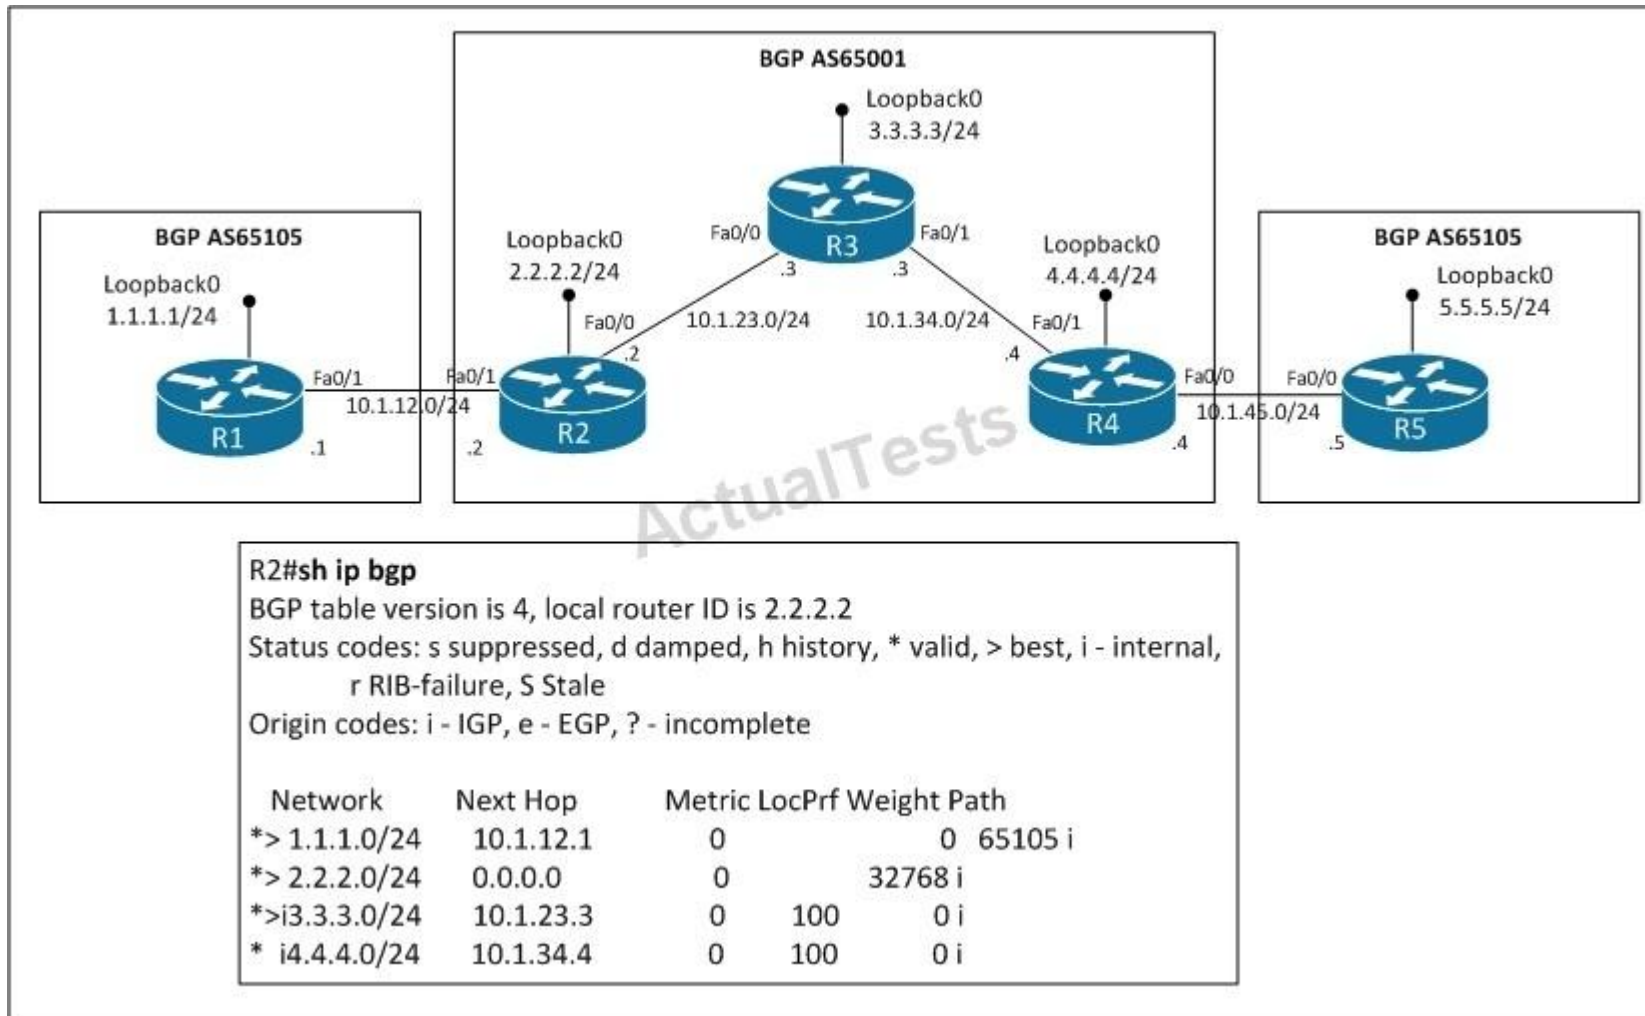 BGP AS65001
Loopback0
3.3.3.3/24
BGP AS65105
Loopback0
1.1.1.1/24
Loopback0
2.2.2.2/24
Fa0/0
R3
Fa0/1
.3
.3
Loopback0
4.4.4.4/24
BGP AS65105
Loopback0
5.5.5.5/24
Fa0/0
10.1.23.0/24
10.1.34.0/24
Fa0/1
.2
.4
Fa0/1
Fa0/1
10.1.12.0/24
R1
.1
.2
R2
Fa0/0
Fa0/0
10.1.45.0/24
R4
.4
.5
R5
ActualTests
R2#sh ip bgp
BGP table version is 4, local router ID is 2.2.2.2
Status codes: s suppressed, d damped, h history, * valid, > best, i - internal,
r RIB-failure, S Stale
Origin codes: i - IGP, e - EGP, ? - incomplete
Network Next Hop Metric LocPrf Weight Path
*> 1.1.1.0/24 10.1.12.1 0 0 65105 i
*> 2.2.2.0/24 0.0.0.0 0 32768 i
*>i3.3.3.0/24 10.1.23.3 0 100 0 i
* i4.4.4.0/24 10.1.34.4 0 100 0 i